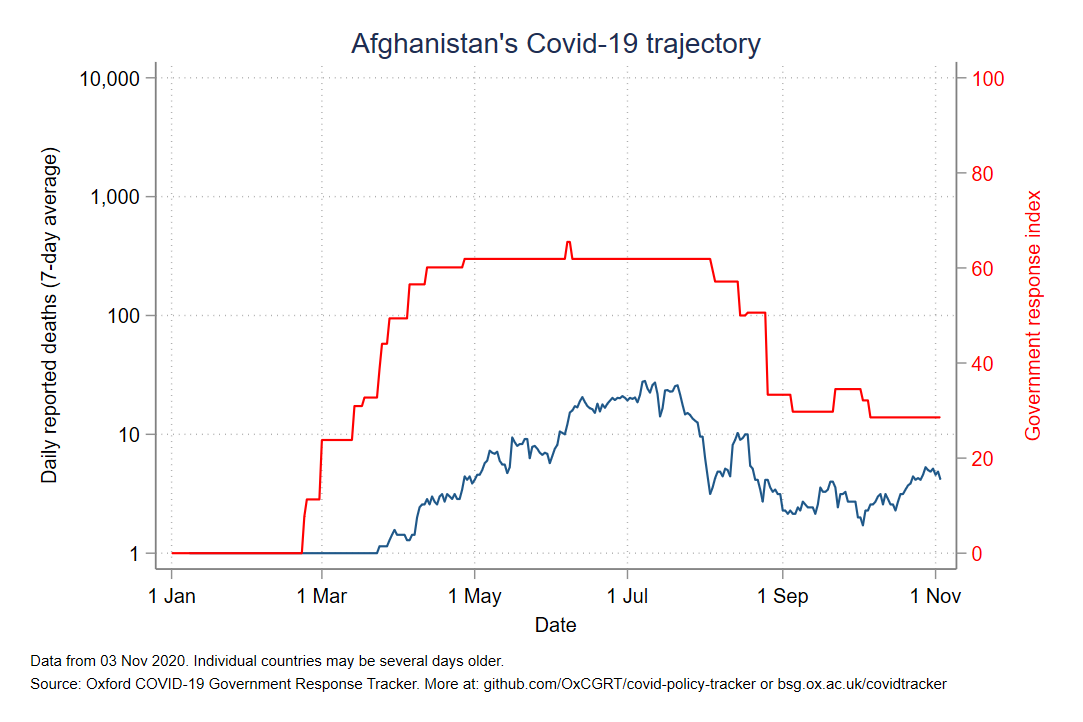 Afghanistan's Covid-19 trajectory
Daily reported deaths (7-day average)
10,000
1,000
100
10
1
100
80
60
40
20
0
Government response index
1 Jan
1 Mar
1 May
1 Jul
1 Sep
1 Nov
Date
Data from 03 Nov 2020. Individual countries may be several days older.
Source: Oxford COVID-19 Government Response Tracker. More at: github.com/OxCGRT/covid-policy-tracker or bsg.ox.ac.uk/covidtracker